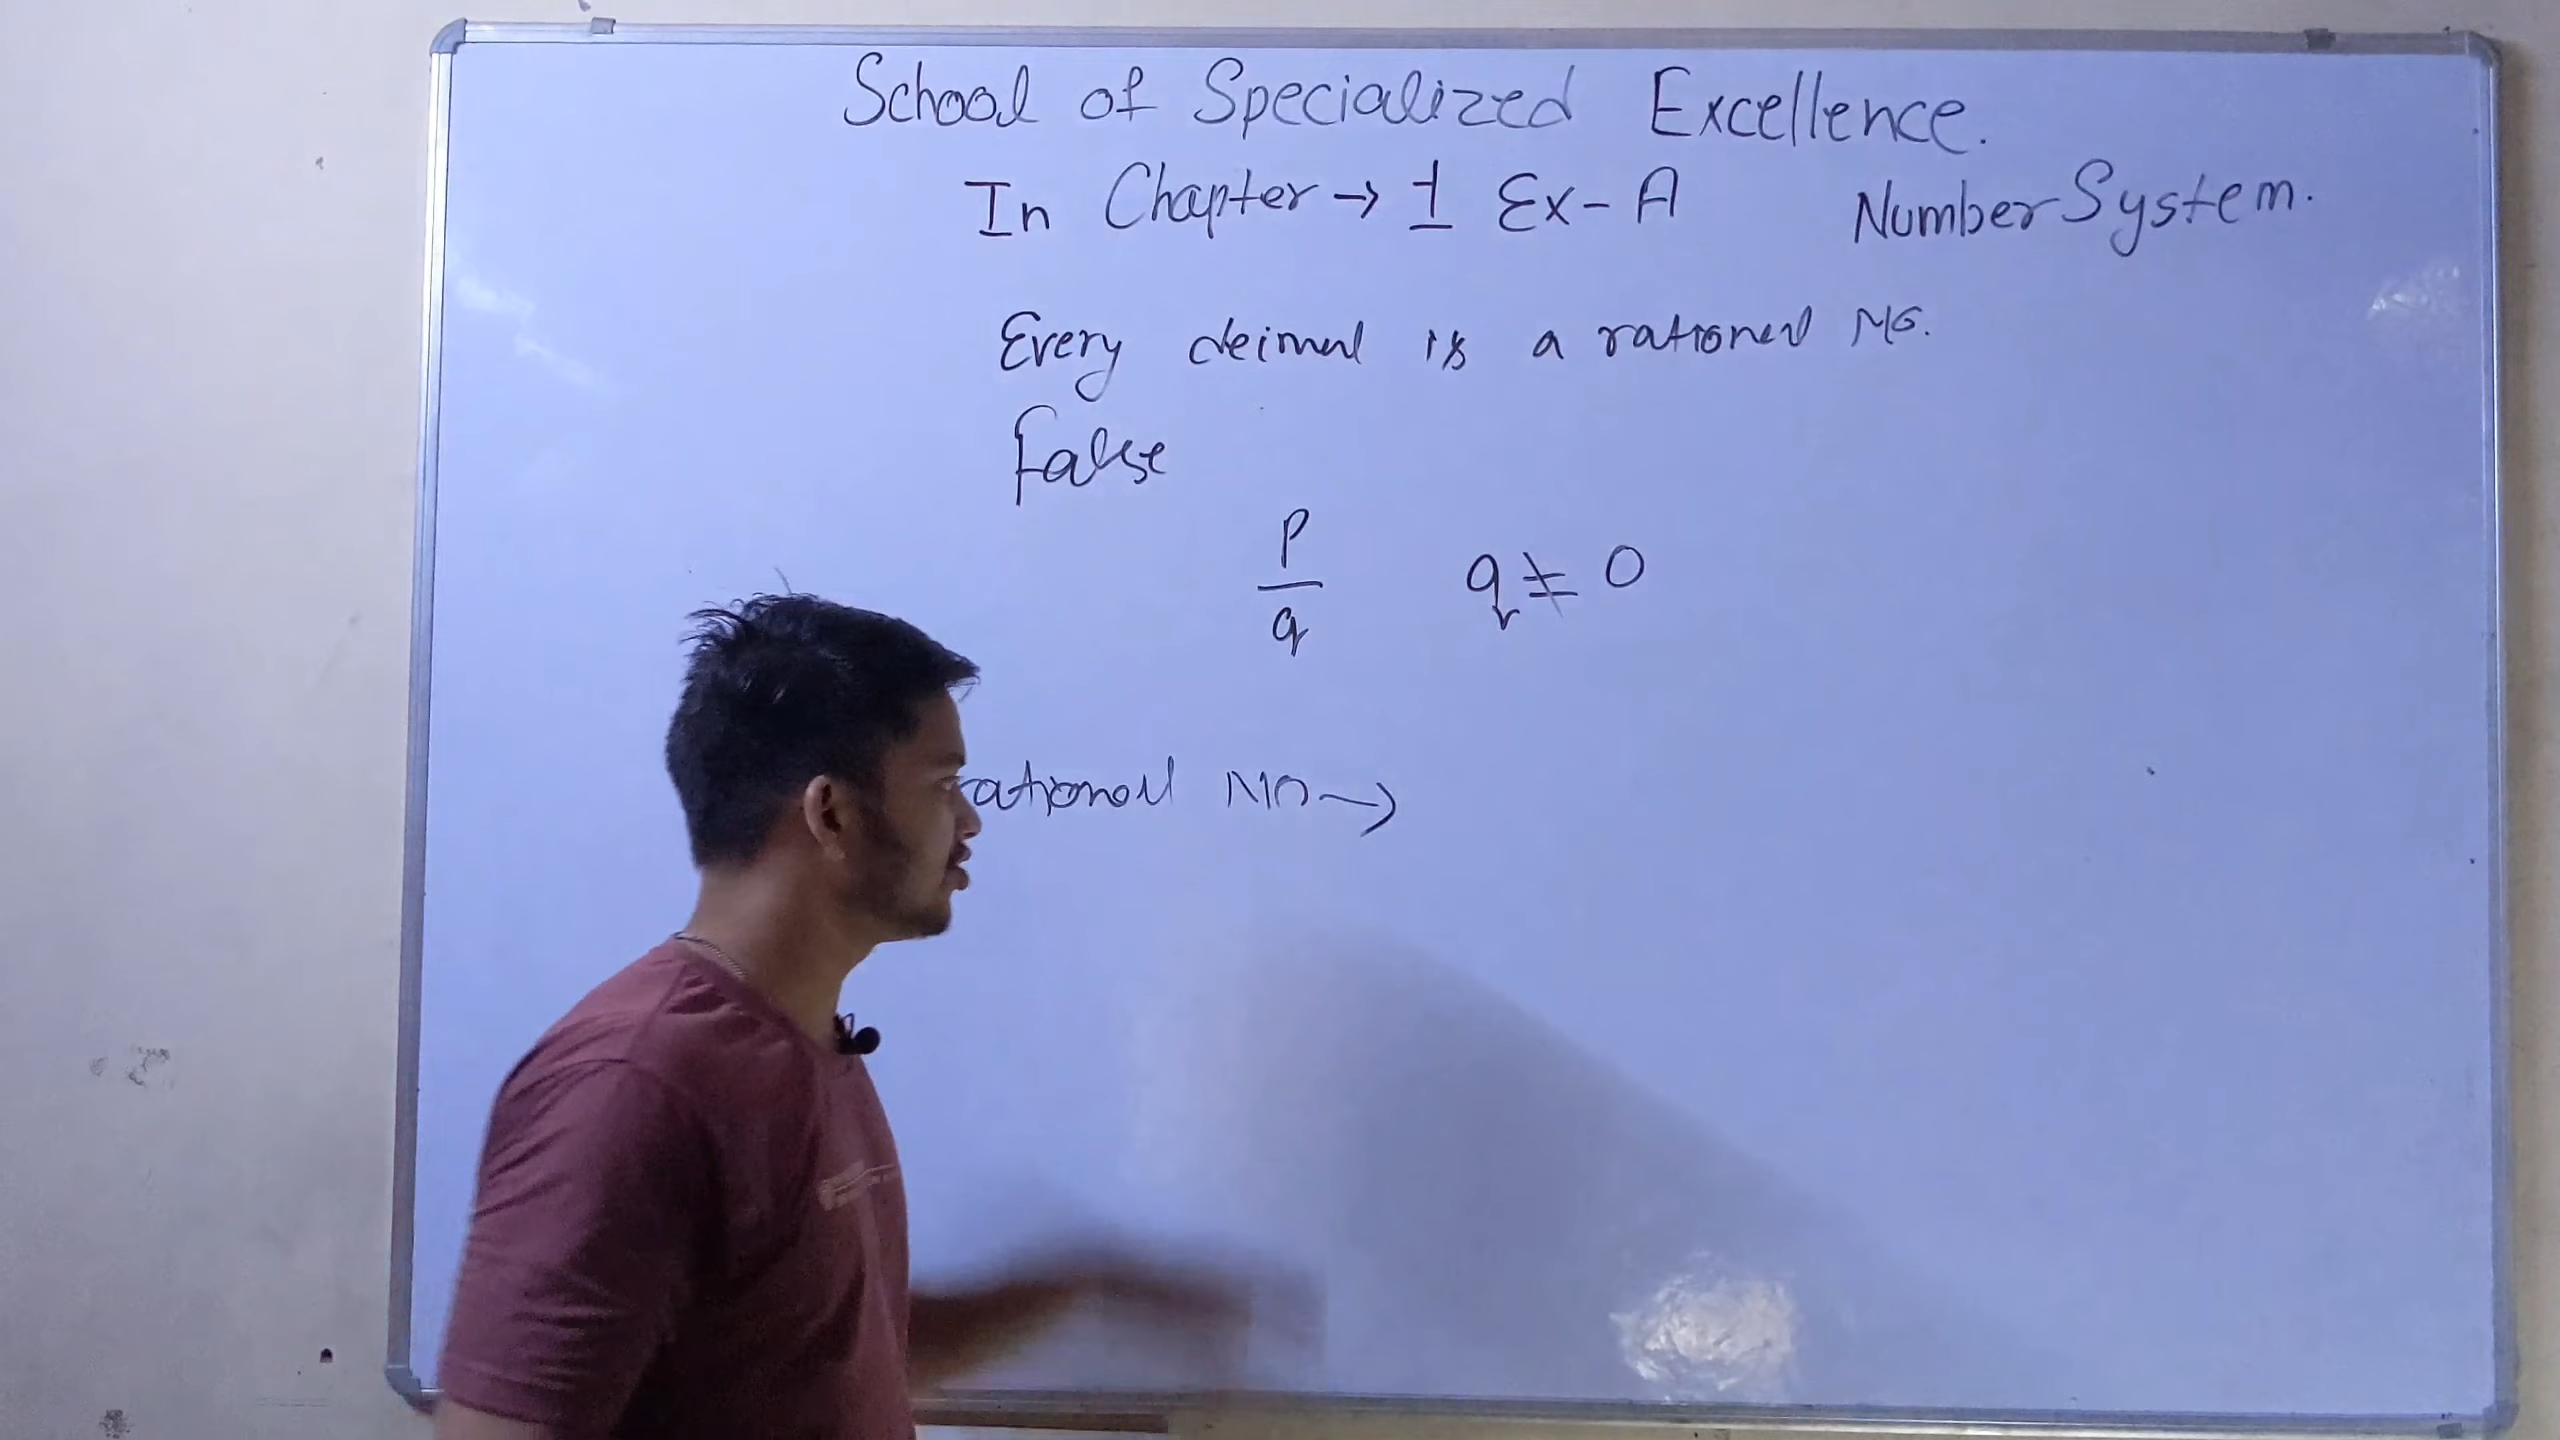 School of Specialized Excellence.
In Chapter → 1 Ex - A Number System.
Every deimal is a rational No.
False
p
q
q ≠ 0
rational No →